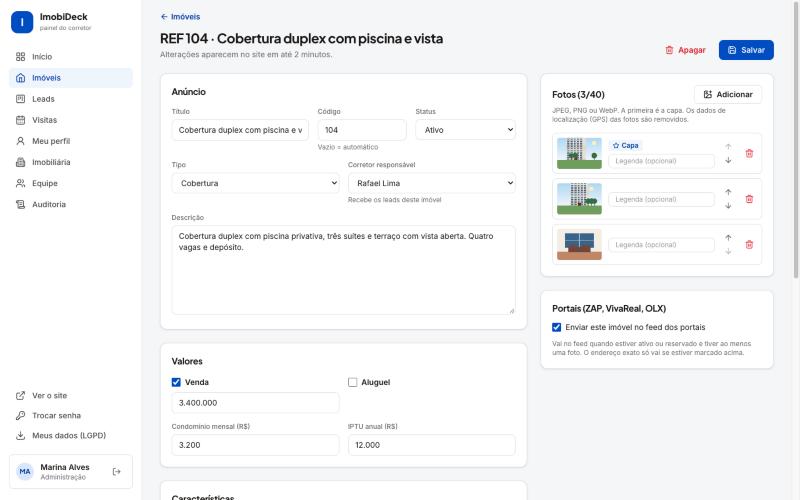 I
ImobiDeck
painel do corretor
Início
Imóveis
Leads
Visitas
Meu perfil
Imobiliária
Equipe
Auditoria
Ver o site
Trocar senha
Meus dados (LGPD)
MA
Marina Alves
Administração
← Imóveis
REF 104 · Cobertura duplex com piscina e vista
Alterações aparecem no site em até 2 minutos.
Apagar
Salvar
Anúncio
Título
Código
Status
Cobertura duplex com piscina e v
104
Ativo
Vazio = automático
Tipo
Corretor responsável
Cobertura
Rafael Lima
Recebe os leads deste imóvel
Descrição
Cobertura duplex com piscina privativa, três suítes e terraço com vista aberta. Quatro
vagas e depósito.
Valores
Venda
Aluguel
3.400.000
Condomínio mensal (R$)
IPTU anual (R$)
3.200
12.000
Características
Fotos (3/40)
Adicionar
JPEG, PNG ou WebP. A primeira é a capa. Os dados de
localização (GPS) das fotos são removidos.
Capa
Legenda (opcional)
Legenda (opcional)
Legenda (opcional)
Portais (ZAP, VivaReal, OLX)
Enviar este imóvel no feed dos portais
Vai no feed quando estiver ativo ou reservado e tiver ao menos
uma foto. O endereço exato só vai se estiver marcado acima.